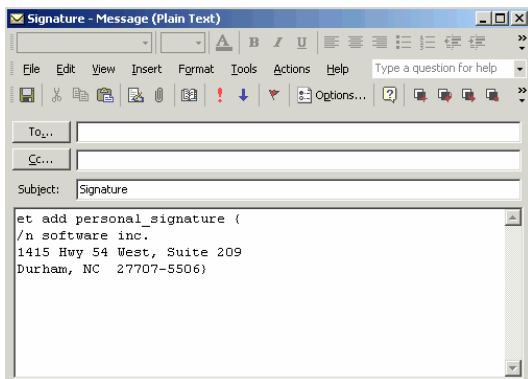 Signature - Message (Plain Text)
A B I U
File Edit View Insert Format Tools Actions Help Type a question for help
Options...
To...
Cc...
Subject: Signature
et add personal_signature {
/n software inc.
1415 Hwy 54 West, Suite 209
Durham, NC 27707-5506}